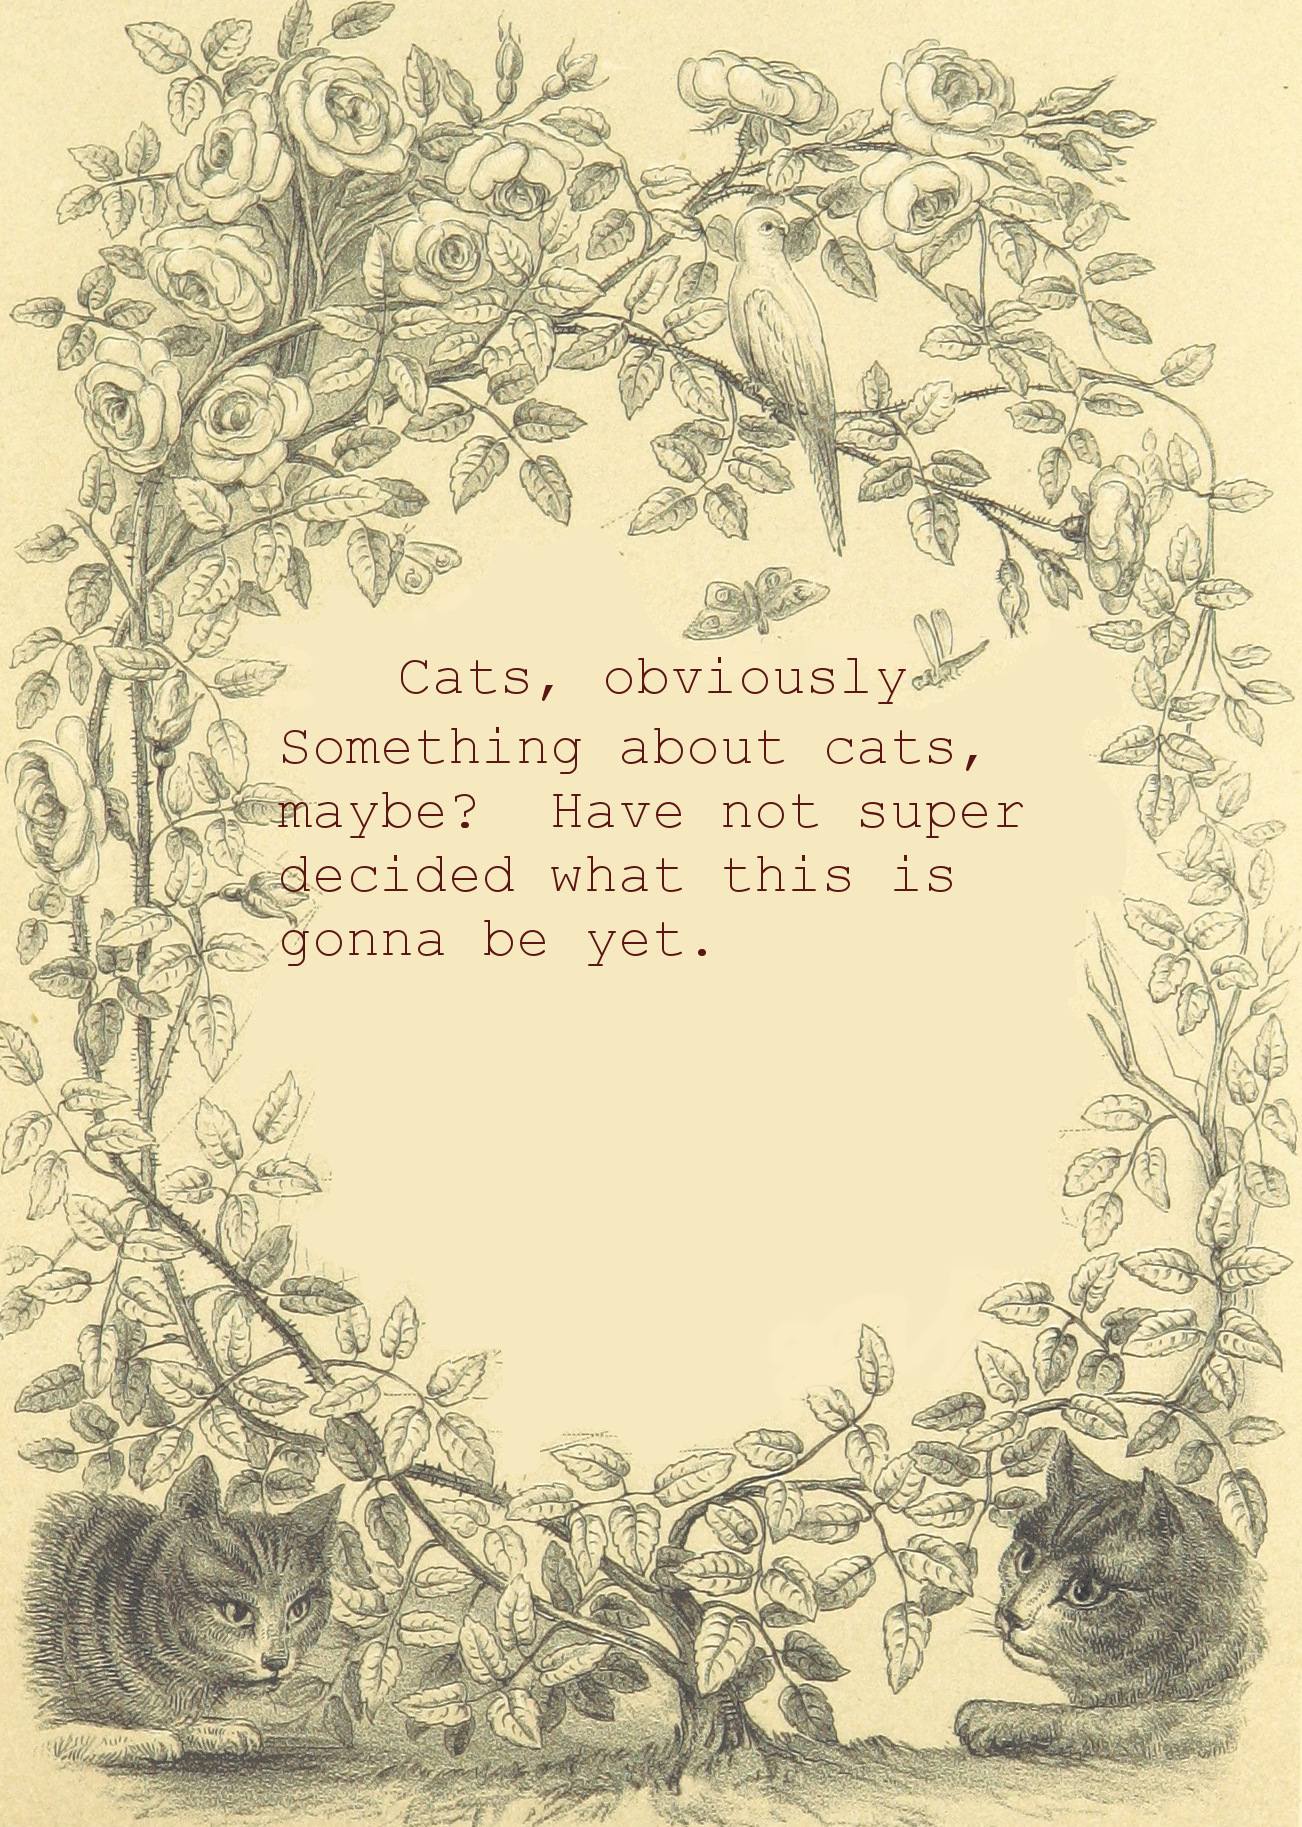 Cats, obviously
Something about cats,
maybe?  Have not super
decided what this is
gonna be yet.